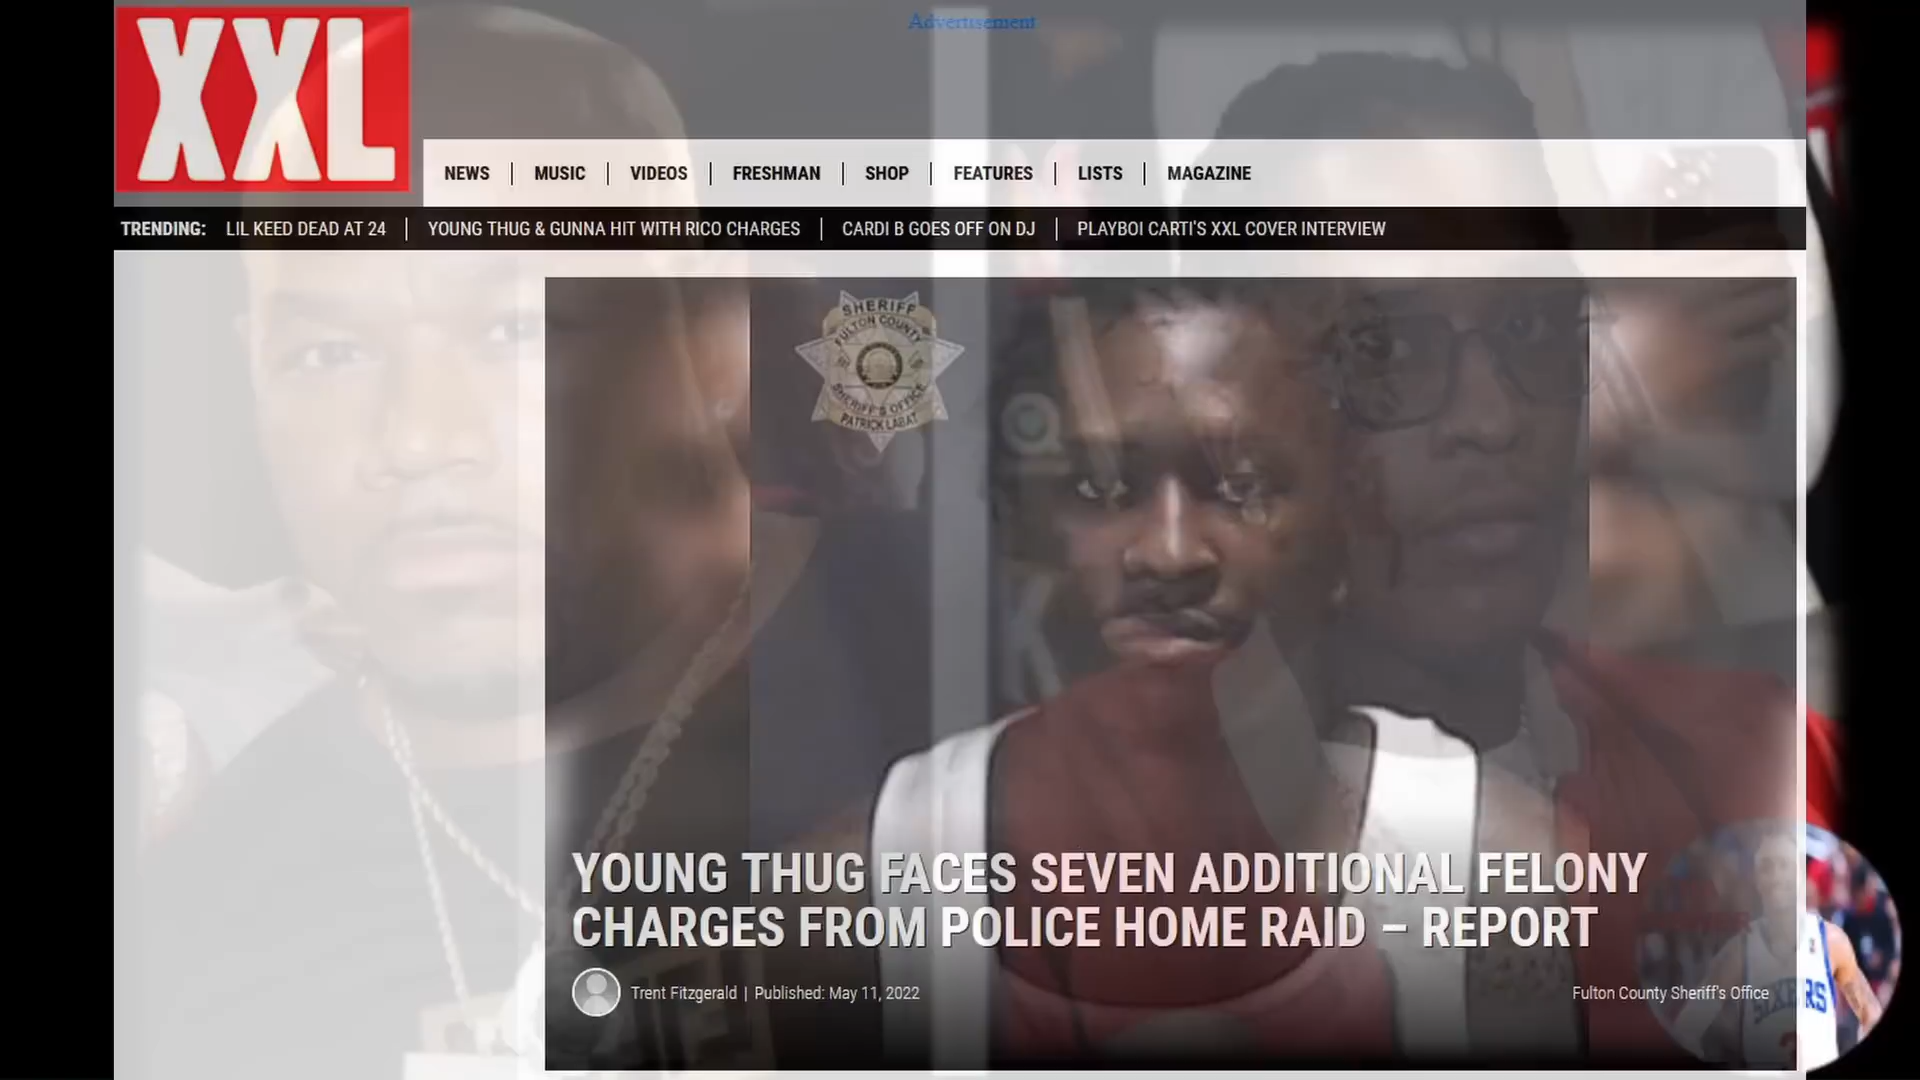 Advertisement
XXL
NEWS | MUSIC | VIDEOS | FRESHMAN | SHOP | FEATURES | LISTS | MAGAZINE
TRENDING: LIL KEED DEAD AT 24 | YOUNG THUG & GUNNA HIT WITH RICO CHARGES | CARDI B GOES OFF ON DJ | PLAYBOI CARTI'S XXL COVER INTERVIEW
SHERIFF
FULTON COUNTY
SHERIFF'S OFFICE
PATRICK LABAT
YOUNG THUG FACES SEVEN ADDITIONAL FELONY
CHARGES FROM POLICE HOME RAID – REPORT
Trent Fitzgerald | Published: May 11, 2022
Fulton County Sheriff's Office
SIXERS